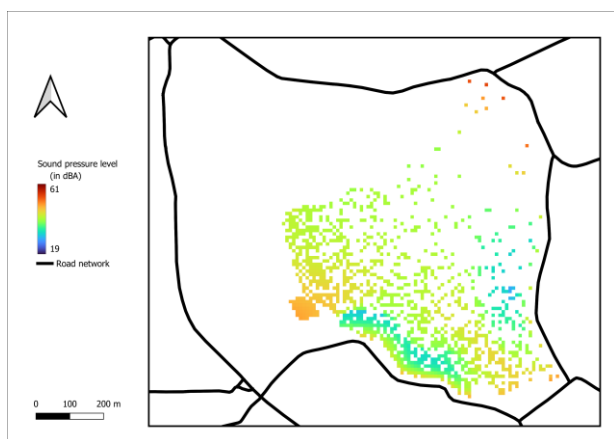 Sound pressure level
(in dBA)
61
19
Road network
0 100 200 m